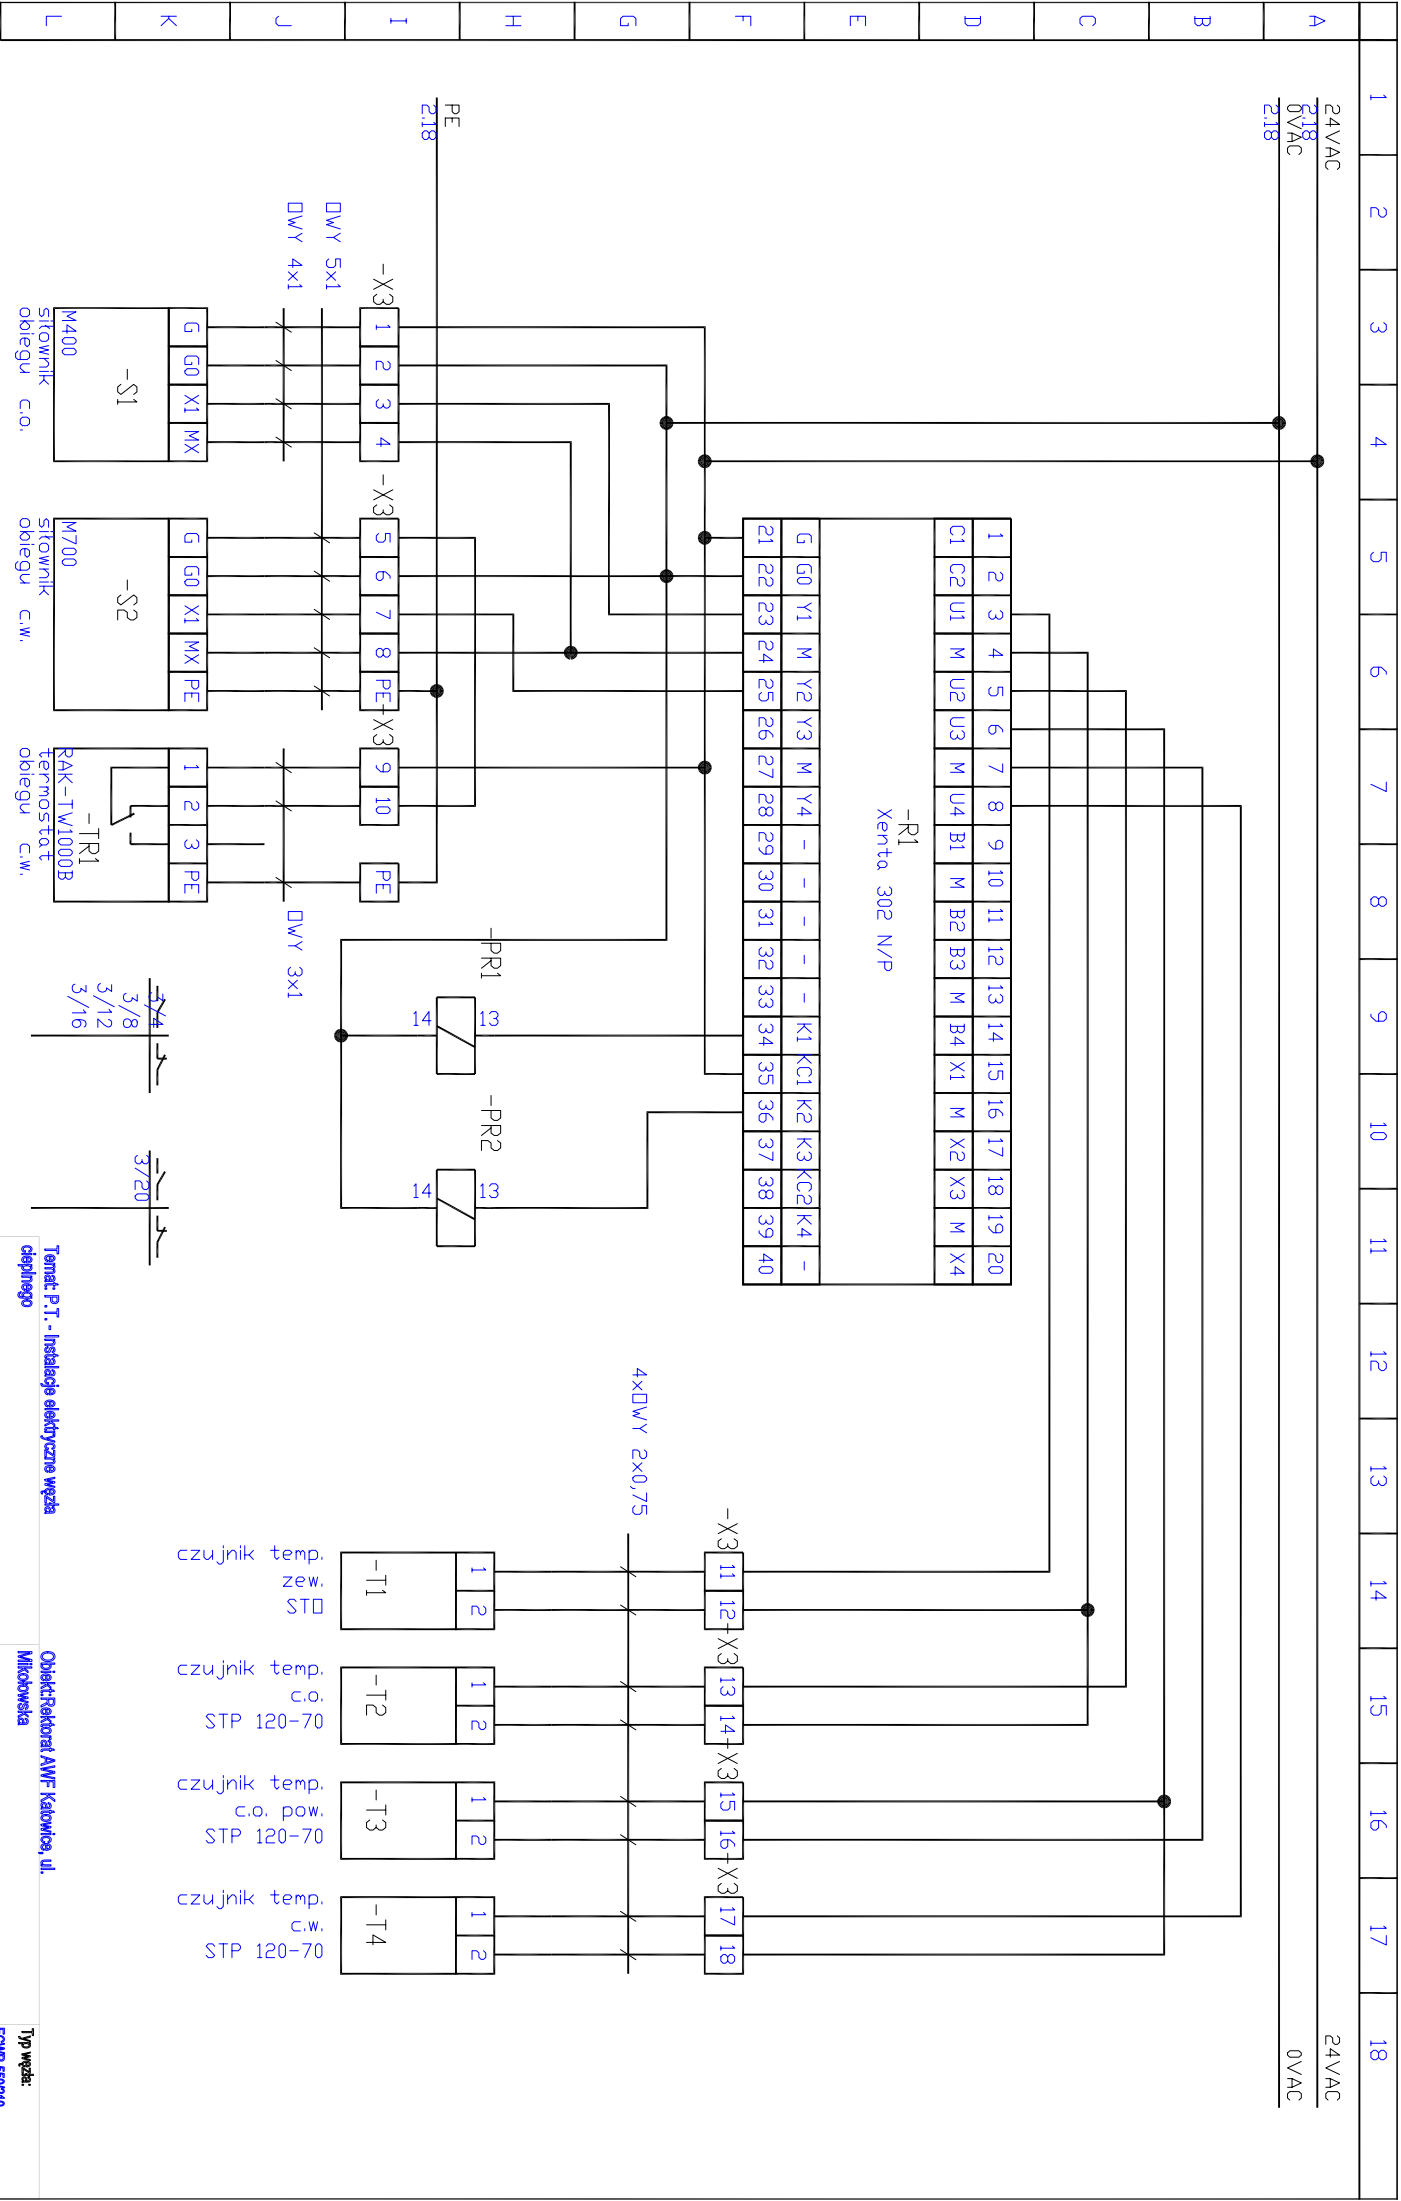 1 2 3 4 5 6 7 8 9 10 11 12 13 14 15 16 17 18
A
B
C
D
E
F
G
H
I
J
K
L
24VAC
2.18
0VAC
2.18
24VAC
0VAC
PE
2.18
1 2 3 4 5 6 7 8 9 10 11 12 13 14 15 16 17 18 19 20
C1 C2 U1 M U2 U3 M U4 B1 M B2 B3 M B4 X1 M X2 X3 M X4
-R1
Xenta 302 N/P
G G0 Y1 M Y2 Y3 M Y4 - - - - - K1 KC1 K2 K3 KC2 K4 -
21 22 23 24 25 26 27 28 29 30 31 32 33 34 35 36 37 38 39 40
-X3 1 2 3 4
-X3 5 6 7 8 PE
-X3 9 10 PE
□WY 5x1
□WY 4x1
□WY 3x1
G G0 X1 MX
-S1
M400
siłownik
obiegu c.o.
G G0 X1 MX PE
-S2
M700
siłownik
obiegu c.w.
1 2 3 PE
-TR1
RAK-TW1000B
termostat
obiegu c.w.
-PR1
13
14
-PR2
13
14
3/4
3/8
3/12
3/16
3/20
4x□WY 2x0,75
-X3 11 12
-X3 13 14
-X3 15 16
-X3 17 18
1 2
-T1
czujnik temp.
zew.
ST□
1 2
-T2
czujnik temp.
c.o.
STP 120-70
1 2
-T3
czujnik temp.
c.o. pow.
STP 120-70
1 2
-T4
czujnik temp.
c.w.
STP 120-70
Temat: P.T. - Instalacje elektryczne węzła
cieplnego
Obiekt:Rektorat AWF Katowice, ul.
Mikołowska
Typ węzła: